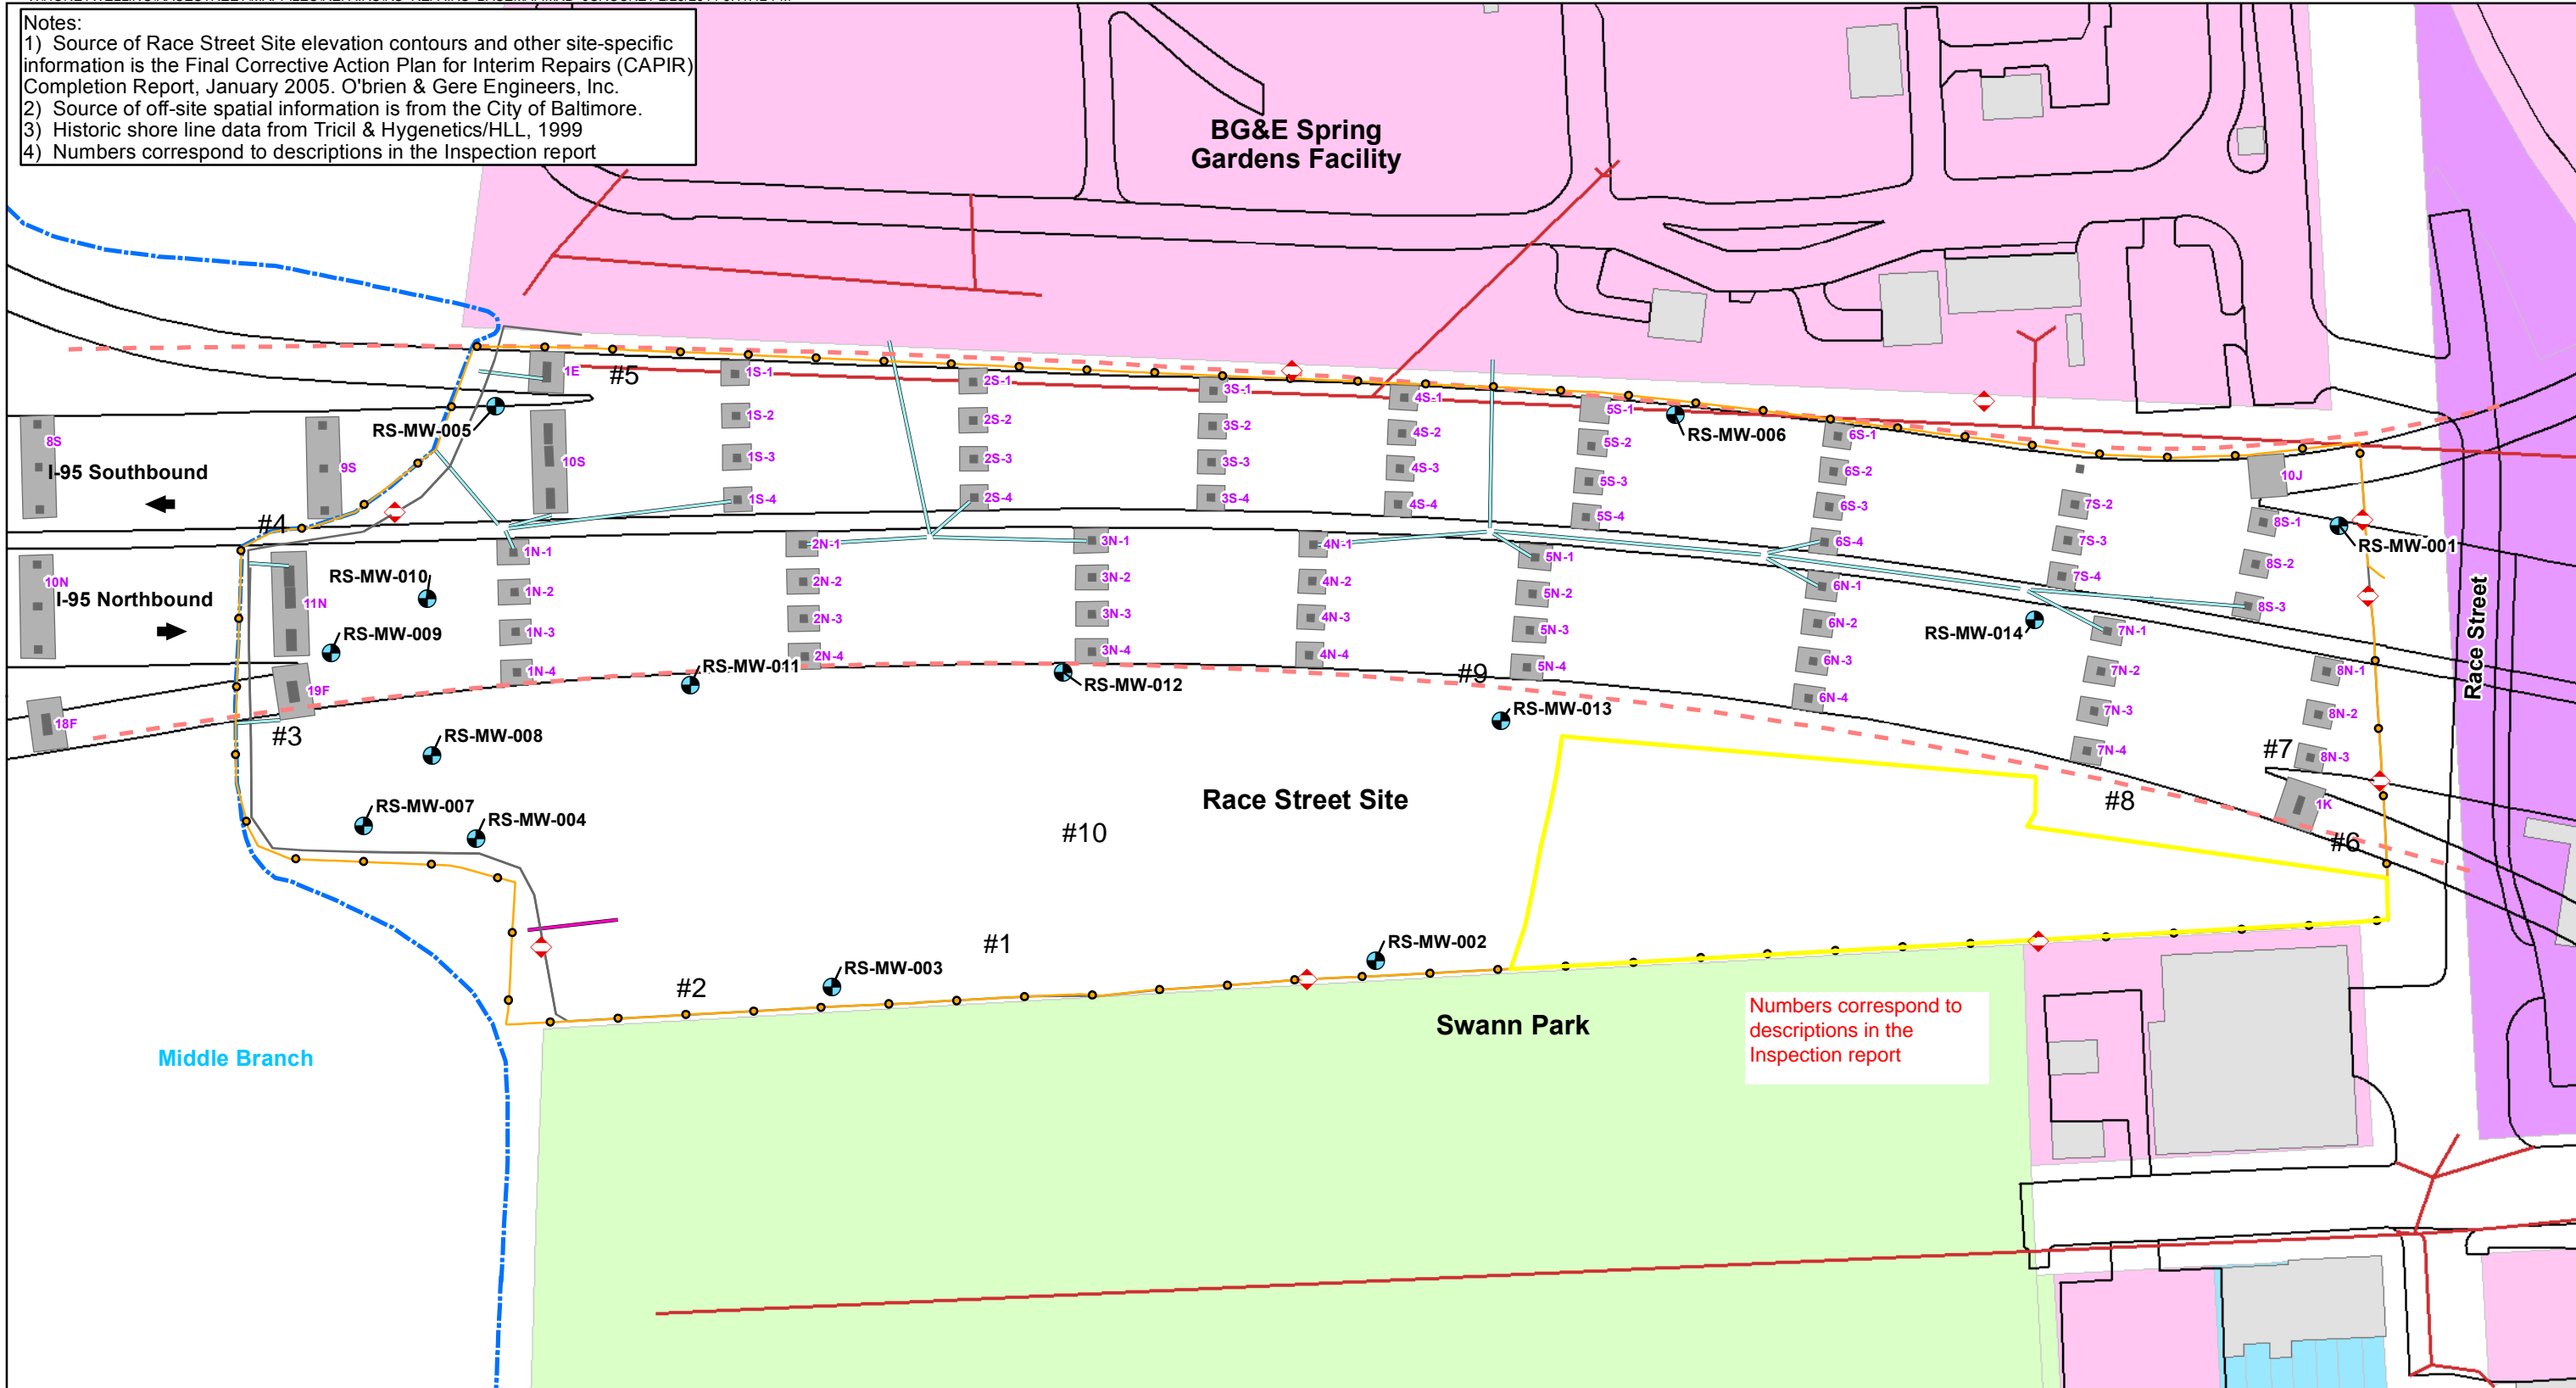 Notes:
1) Source of Race Street Site elevation contours and other site-specific
information is the Final Corrective Action Plan for Interim Repairs (CAPIR)
Completion Report, January 2005. O'brien & Gere Engineers, Inc.
2) Source of off-site spatial information is from the City of Baltimore.
3) Historic shore line data from Tricil & Hygenetics/HLL, 1999
4) Numbers correspond to descriptions in the Inspection report
BG&E Spring
Gardens Facility
1E
#5
1S-1
2S-1
3S-1
4S-1
5S-1
6S-1
RS-MW-005
RS-MW-006
1S-2
2S-2
3S-2
4S-2
5S-2
6S-2
8S
9S
10S
1S-3
2S-3
3S-3
4S-3
5S-3
6S-3
10J
I-95 Southbound
1S-4
2S-4
3S-4
4S-4
5S-4
6S-4
7S-2
7S-3
7S-4
8S-1
8S-2
8S-3
RS-MW-001
#4
1N-1
2N-1
3N-1
4N-1
5N-1
6N-1
7N-1
10N
11N
RS-MW-010
1N-2
2N-2
3N-2
4N-2
5N-2
6N-2
7N-2
8N-1
I-95 Northbound
RS-MW-009
1N-3
2N-3
3N-3
4N-3
5N-3
6N-3
7N-3
8N-2
RS-MW-014
Race Street
1N-4
2N-4
3N-4
4N-4
5N-4
6N-4
7N-4
8N-3
RS-MW-011
RS-MW-012
#9
RS-MW-013
19F
18F
#3
RS-MW-008
#7
#8
1K
#6
RS-MW-007
RS-MW-004
Race Street Site
#10
#1
RS-MW-002
RS-MW-003
#2
Swann Park
Numbers correspond to
descriptions in the
Inspection report
Middle Branch